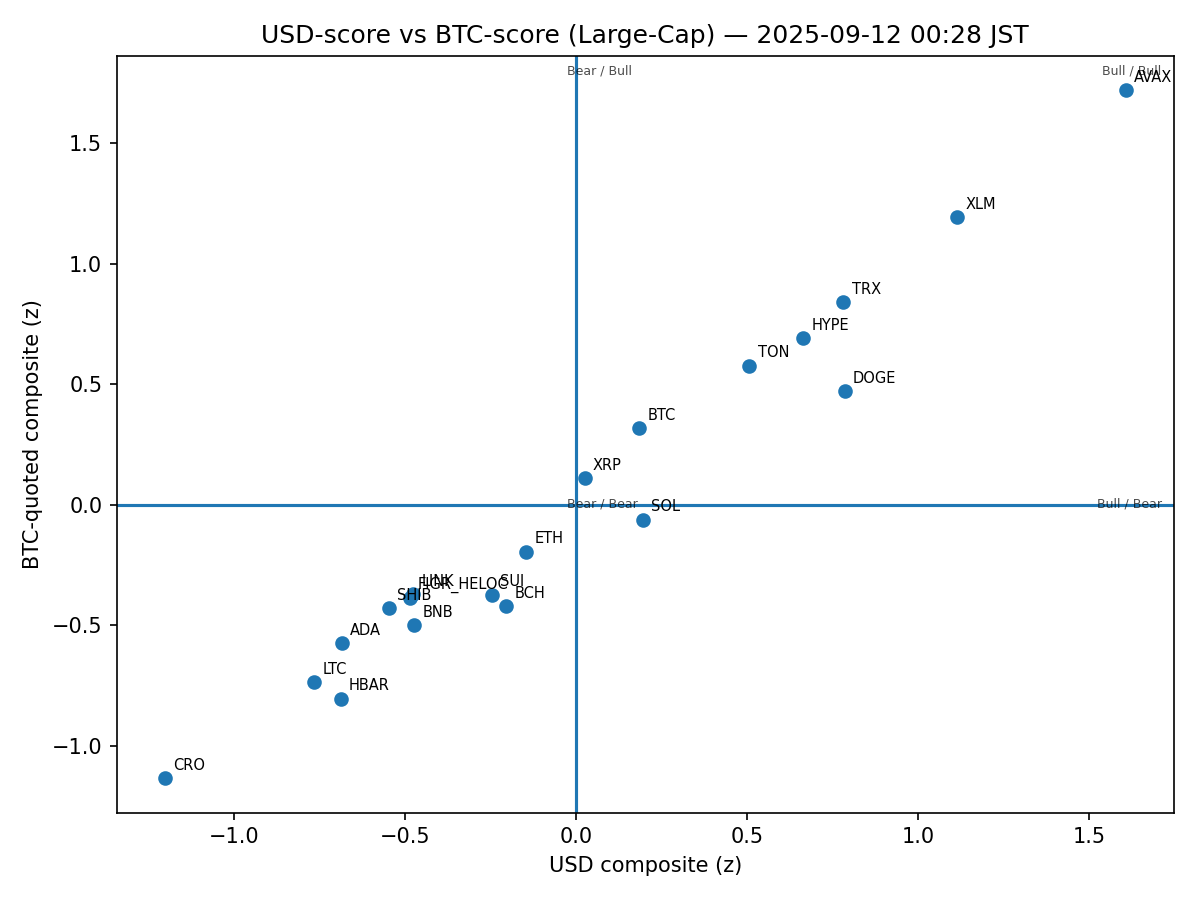 USD-score vs BTC-score (Large-Cap) — 2025-09-12 00:28 JST
Bear / Bull
Bull / Bull
AVAX
1.5
XLM
1.0
TRX
HYPE
TON
DOGE
0.5
BTC
XRP
0.0
Bear / Bear
SOL
Bull / Bear
ETH
LINK
FIGR_HELOC
SUI
SHIB
BCH
−0.5
BNB
ADA
LTC
HBAR
−1.0
CRO
−1.0
−0.5
0.0
0.5
1.0
1.5
USD composite (z)
BTC-quoted composite (z)